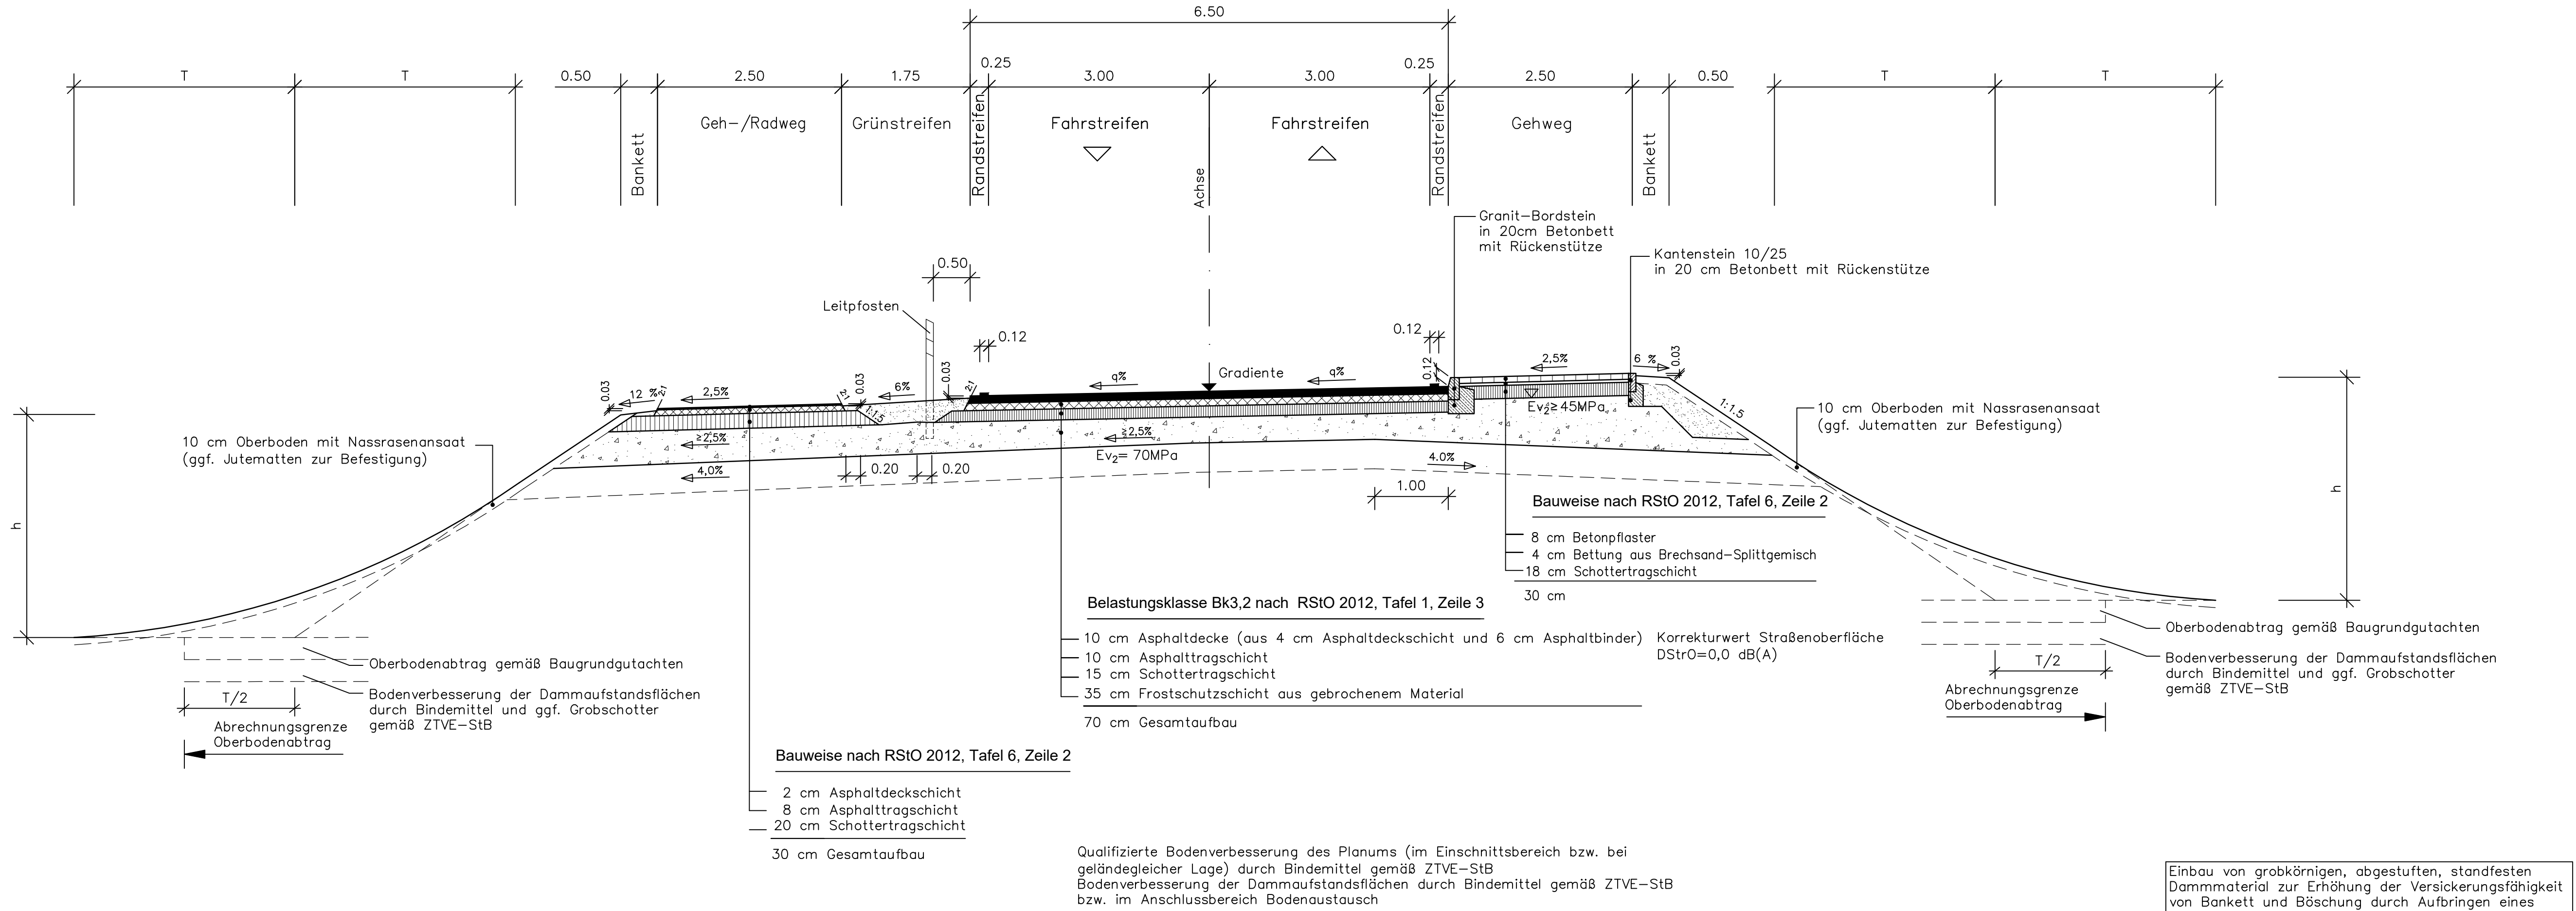 6.50
T
T
0.50
2.50
1.75
0.25
3.00
3.00
0.25
2.50
0.50
T
T
Bankett
Geh-/Radweg
Grünstreifen
Randstreifen
Fahrstreifen
Achse
Fahrstreifen
Randstreifen
Gehweg
Bankett
Granit-Bordstein
in 20cm Betonbett
mit Rückenstütze
Kantenstein 10/25
in 20 cm Betonbett mit Rückenstütze
0.50
Leitpfosten
0.12
0.12
0.12
Gradiente
0.03
12 %
2:1
2,5%
2:1
0.03
1:1.5
6%
0.03
2:1
q%
q%
2,5%
6 %
0.03
1:1.5
Ev2≥45MPa
≥2,5%
≥2,5%
Ev2= 70MPa
4,0%
0.20
0.20
4.0%
1.00
h
h
10 cm Oberboden mit Nassrasenansaat
(ggf. Jutematten zur Befestigung)
10 cm Oberboden mit Nassrasenansaat
(ggf. Jutematten zur Befestigung)
Bauweise nach RStO 2012, Tafel 6, Zeile 2
8 cm Betonpflaster
4 cm Bettung aus Brechsand-Splittgemisch
18 cm Schottertragschicht
30 cm
Belastungsklasse Bk3,2 nach RStO 2012, Tafel 1, Zeile 3
10 cm Asphaltdecke (aus 4 cm Asphaltdeckschicht und 6 cm Asphaltbinder)
10 cm Asphalttragschicht
15 cm Schottertragschicht
35 cm Frostschutzschicht aus gebrochenem Material
70 cm Gesamtaufbau
Korrekturwert Straßenoberfläche
DStrO=0,0 dB(A)
Oberbodenabtrag gemäß Baugrundgutachten
Bodenverbesserung der Dammaufstandsflächen
durch Bindemittel und ggf. Grobschotter
gemäß ZTVE-StB
T/2
Abrechnungsgrenze
Oberbodenabtrag
Oberbodenabtrag gemäß Baugrundgutachten
Bodenverbesserung der Dammaufstandsflächen
durch Bindemittel und ggf. Grobschotter
gemäß ZTVE-StB
T/2
Abrechnungsgrenze
Oberbodenabtrag
Bauweise nach RStO 2012, Tafel 6, Zeile 2
2 cm Asphaltdeckschicht
8 cm Asphalttragschicht
20 cm Schottertragschicht
30 cm Gesamtaufbau
Qualifizierte Bodenverbesserung des Planums (im Einschnittsbereich bzw. bei
geländegleicher Lage) durch Bindemittel gemäß ZTVE-StB
Bodenverbesserung der Dammaufstandsflächen durch Bindemittel gemäß ZTVE-StB
bzw. im Anschlussbereich Bodenaustausch
Einbau von grobkörnigen, abgestuften, standfesten
Dammmaterial zur Erhöhung der Versickerungsfähigkeit
von Bankett und Böschung durch Aufbringen eines